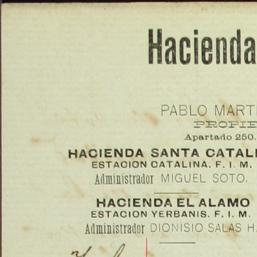 Hacienda
PABLO MART
PROPIE
Apartado 250.
HACIENDA SANTA CATALI
ESTACION CATALINA. F. I. M.
Administrador MIGUEL SOTO.
HACIENDA EL ALAMO
ESTACION YERBANIS. F. I. M.
Administrador DIONISIO SALAS H.